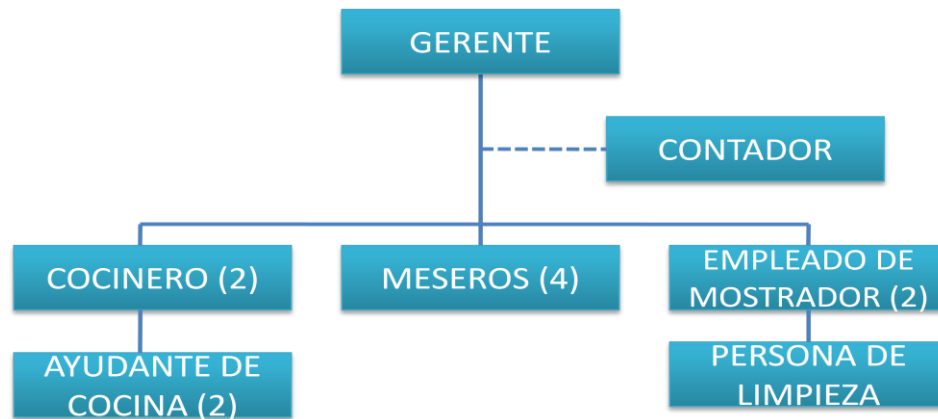 GERENTE
CONTADOR
COCINERO (2)
MESEROS (4)
EMPLEADO DE
MOSTRADOR (2)
AYUDANTE DE
COCINA (2)
PERSONA DE
LIMPIEZA